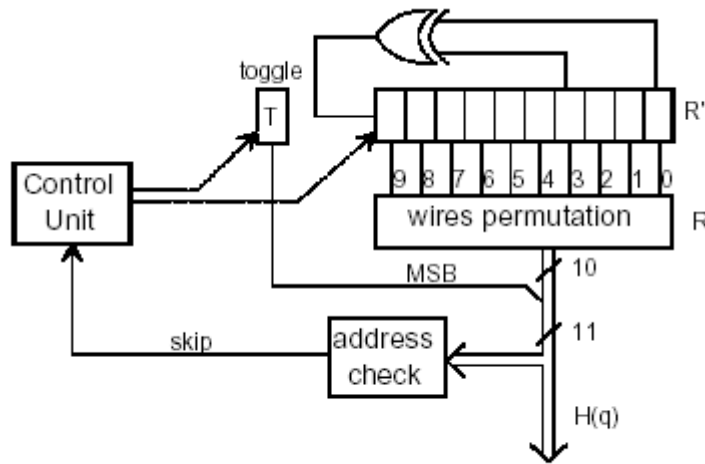 toggle
T
R'
Control
Unit
9 8 7 6 5 4 3 2 1 0
wires permutation
R
10
MSB
11
skip
address
check
H(q)